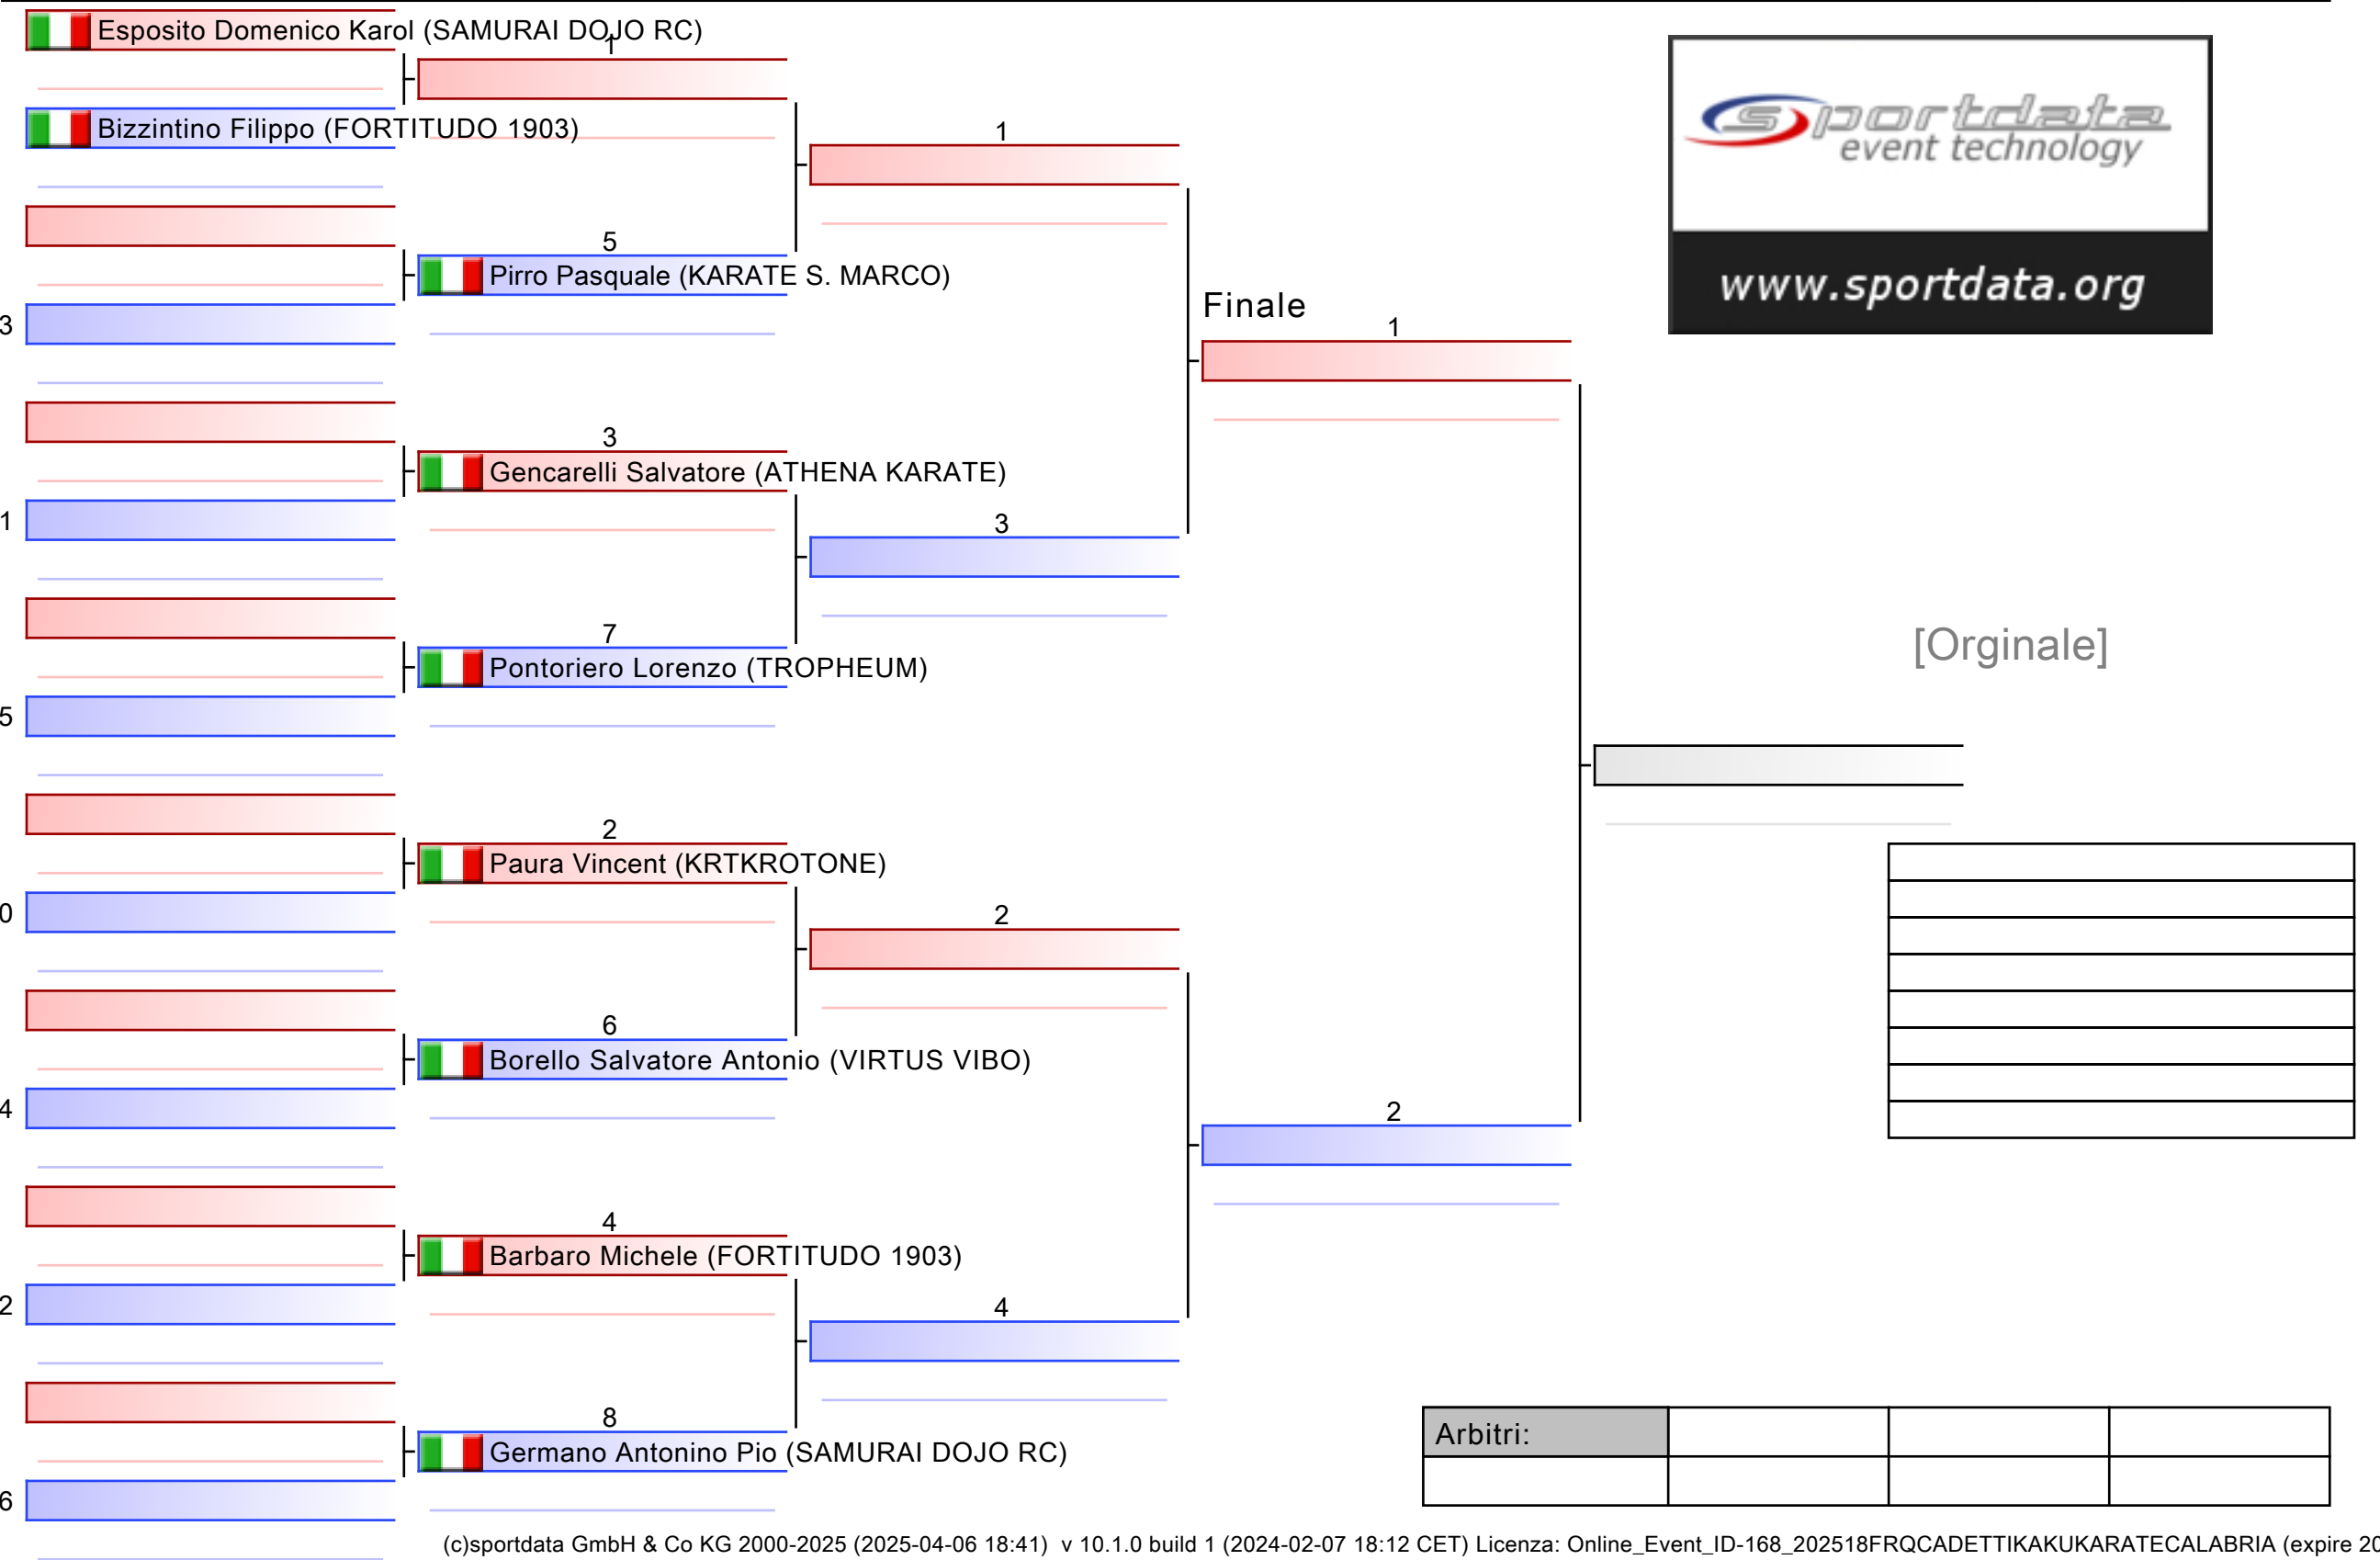 Esposito Domenico Karol (SAMURAI DOJO RC)
1
Bizzintino Filippo (FORTITUDO 1903)
1
sportdata
event technology
5
Pirro Pasquale (KARATE S. MARCO)
www.sportdata.org
Finale
3
1
3
Gencarelli Salvatore (ATHENA KARATE)
1
3
7
[Orginale]
Pontoriero Lorenzo (TROPHEUM)
5
2
Paura Vincent (KRTKROTONE)
0
2
6
Borello Salvatore Antonio (VIRTUS VIBO)
4
2
4
Barbaro Michele (FORTITUDO 1903)
2
4
8
Arbitri:
Germano Antonino Pio (SAMURAI DOJO RC)
6
(c)sportdata GmbH & Co KG 2000-2025 (2025-04-06 18:41) v 10.1.0 build 1 (2024-02-07 18:12 CET) Licenza: Online_Event_ID-168_202518FRQCADETTIKAKUKARATECALABRIA (expire 20